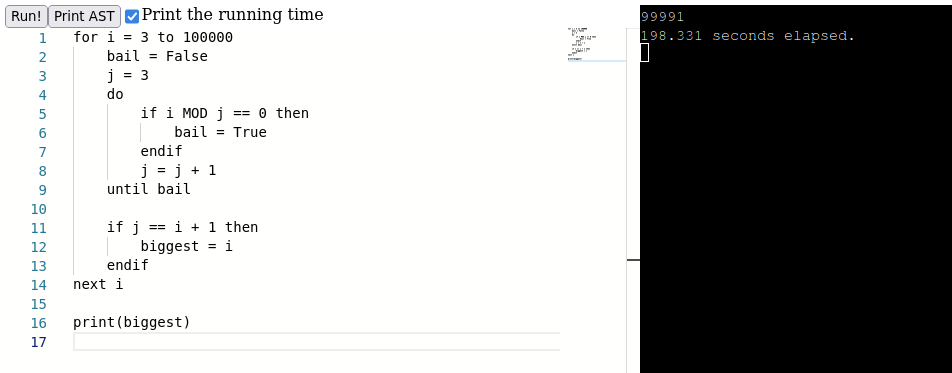 Run! Print AST Print the running time
1 for i = 3 to 100000
2 bail = False
3 j = 3
4 do
5 if i MOD j == 0 then
6 bail = True
7 endif
8 j = j + 1
9 until bail
10
11 if j == i + 1 then
12 biggest = i
13 endif
14 next i
15
16 print(biggest)
17
99991
198.331 seconds elapsed.